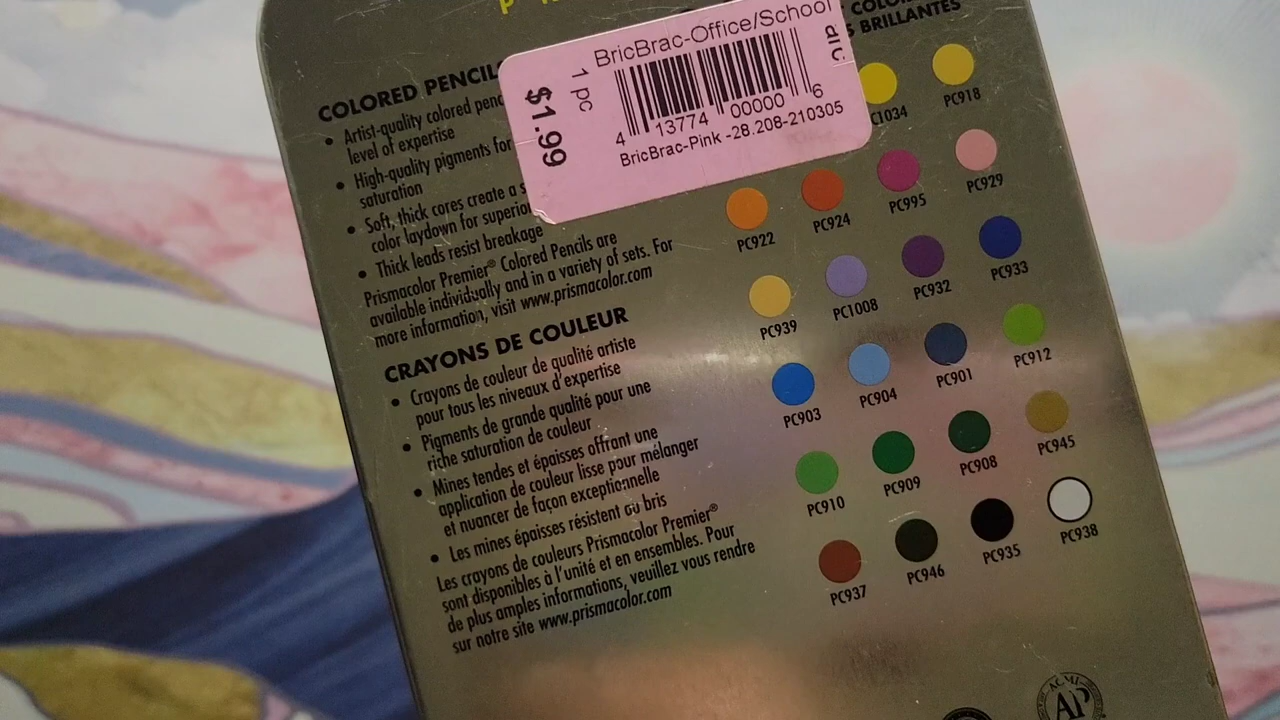 BricBrac-Office/School
1 pc
$1.99
4 13774 00000 6
BricBrac-Pink -28.208-210305
COLORED PENCILS
• Artist-quality colored
level of expertise
• High-quality pigments for
saturation
• Soft, thick cores create a
color laydown for superior
• Thick leads resist breakage
Prismacolor Premier® Colored Pencils are
available individually and in a variety of sets. For
more information, visit www.prismacolor.com
CRAYONS DE COULEUR
• Crayons de couleur de qualité artiste
pour tous les niveaux d'expertise
• Pigments de grande qualité pour une
riche saturation de couleur
• Mines tendes et épaisses offrant une
application de couleur lisse pour mélanger
et nuancer de façon exceptionnelle
• Les mines épaisses résistent au bris
Les crayons de couleurs Prismacolor Premier®
sont disponibles à l'unité et en ensembles. Pour
de plus amples informations, veuillez vous rendre
sur notre site www.prismacolor.com
BRILLANTES
PC918
PC922 PC924 PC995 PC929
PC939 PC1008 PC932 PC933
PC903 PC904 PC901 PC912
PC910 PC909 PC908 PC945
PC937 PC946 PC935 PC938
AP